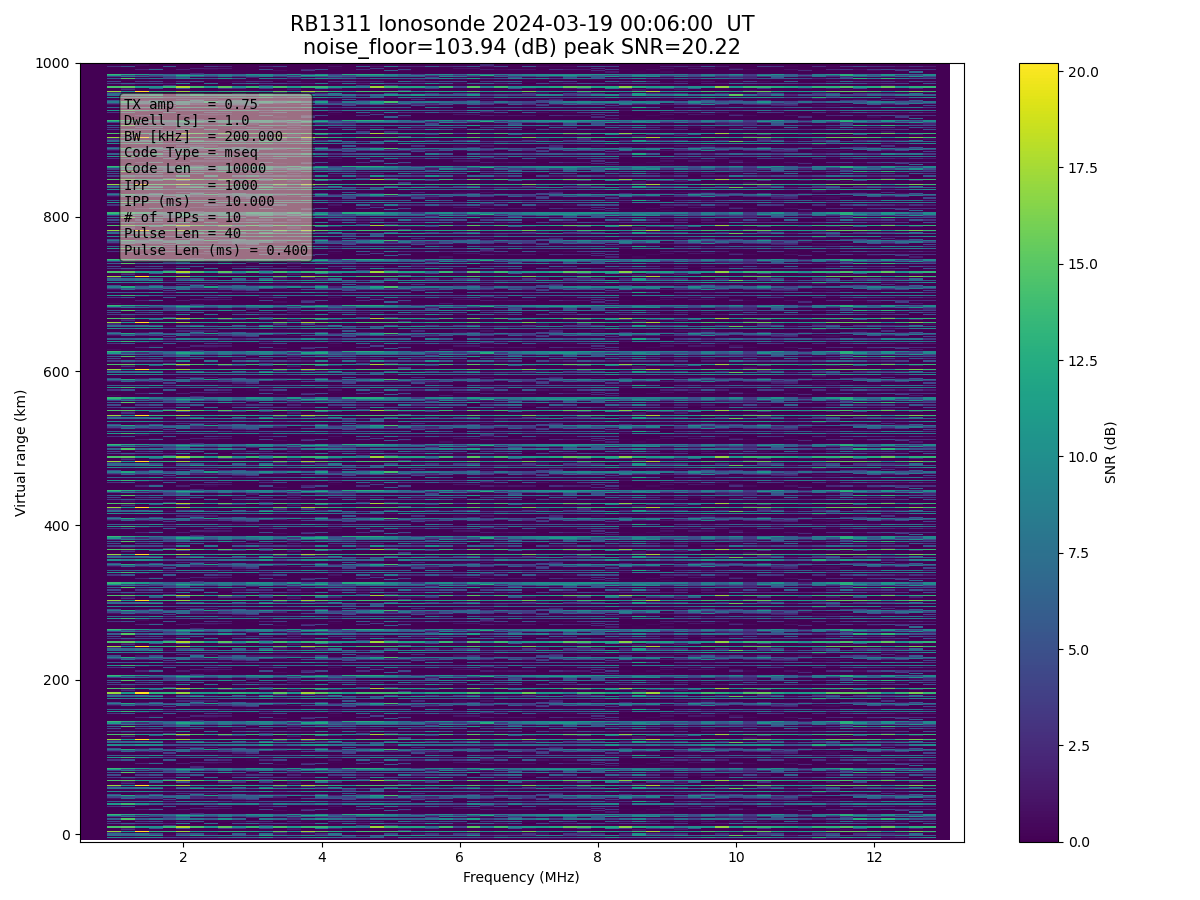 RB1311 Ionosonde 2024-03-19 00:06:00  UT
noise_floor=103.94 (dB) peak SNR=20.22
TX amp    = 0.75
Dwell [s] = 1.0
BW [kHz]  = 200.000
Code Type = mseq
Code Len  = 10000
IPP       = 1000
IPP (ms)  = 10.000
# of IPPs = 10
Pulse Len = 40
Pulse Len (ms) = 0.400
1000
800
600
400
200
0
Virtual range (km)
2 4 6 8 10 12
Frequency (MHz)
20.0
17.5
15.0
12.5
10.0
7.5
5.0
2.5
0.0
SNR (dB)